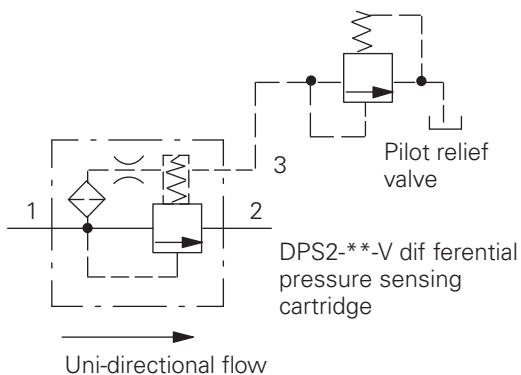 Pilot relief
valve
3
1
2
DPS2-**-V dif ferential
pressure sensing
cartridge
Uni-directional flow